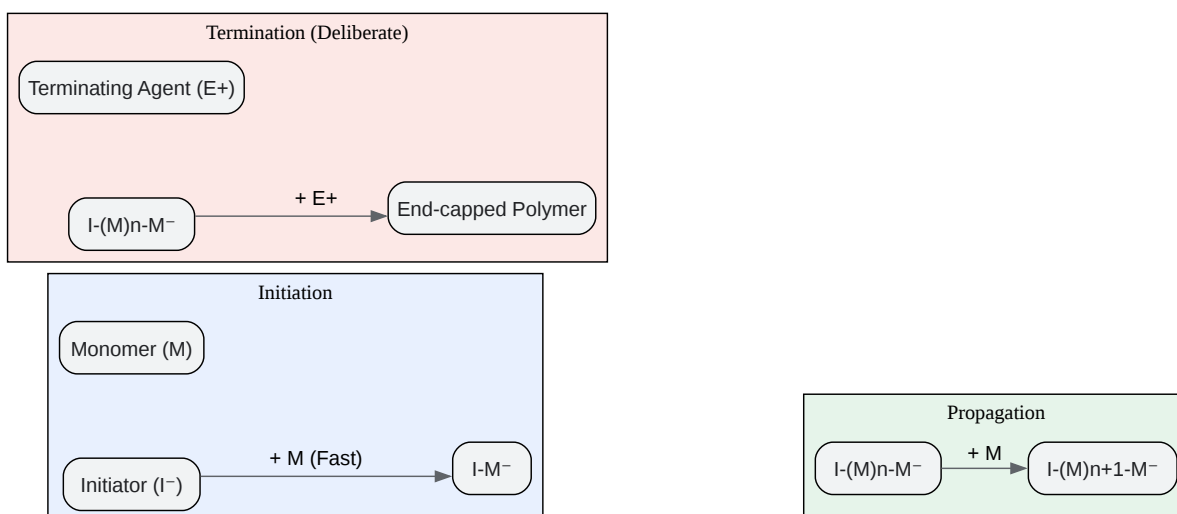 Termination (Deliberate)
Terminating Agent (E+)
+ E+
I-(M)n-M⁻
End-capped Polymer
Initiation
Monomer (M)
+ M (Fast)
Initiator (I⁻)
I-M⁻
Propagation
+ M
I-(M)n-M⁻
I-(M)n+1-M⁻